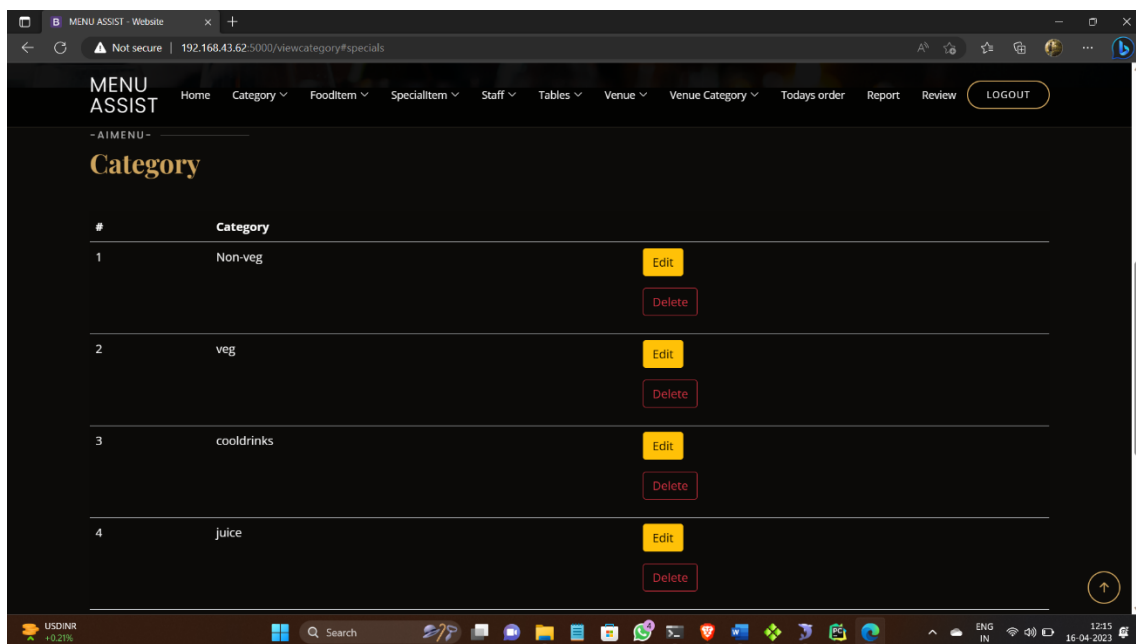 B MENU ASSIST - Website
Not secure | 192.168.43.62:5000/viewcategory#specials
MENU ASSIST
Home Category FoodItem SpecialItem Staff Tables Venue Venue Category Todays order Report Review LOGOUT
-AIMENU-
Category
# Category
1 Non-veg Edit
Delete
2 veg Edit
Delete
3 cooldrinks Edit
Delete
4 juice Edit
Delete
USDINR
+0.21%
Search
4
PC
ENG
IN
12:15
16-04-2023